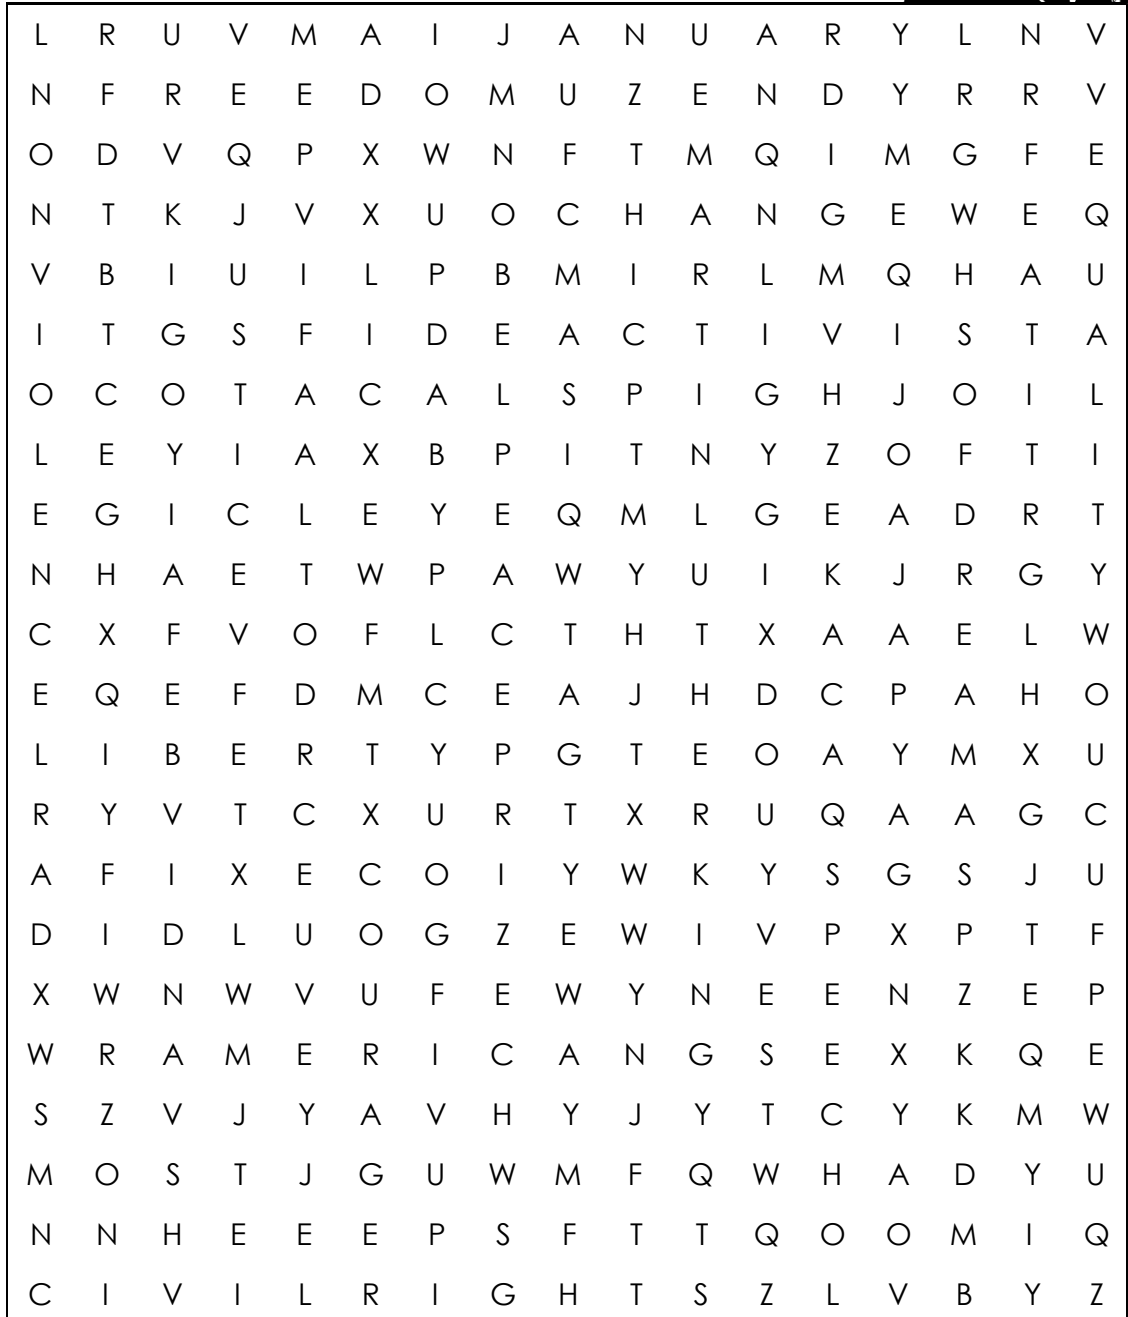 L R U V M A I J A N U A R Y L N V
N F R E E D O M U Z E N D Y R R V
O D V Q P X W N F T M Q I M G F E
N T K J V X U O C H A N G E W E Q
V B I U I L P B M I R L M Q H A U
I T G S F I D E A C T I V I S T A
O C O T A C A L S P I G H J O I L
L E Y I A X B P I T N Y Z O F T I
E G I C L E Y E Q M L G E A D R T
N H A E T W P A W Y U I K J R G Y
C X F V O F L C T H T X A A E L W
E Q E F D M C E A J H D C P A H O
L I B E R T Y P G T E O A Y M X U
R Y V T C X U R T X R U Q A A G C
A F I X E C O I Y W K Y S G S J U
D I D L U O G Z E W I V P X P T F
X W N W V U F E W Y N E E N Z E P
W R A M E R I C A N G S E X K Q E
S Z V J Y A V H Y J Y T C Y K M W
M O S T J G U W M F Q W H A D Y U
N N H E E E P S F T T Q O O M I Q
C I V I L R I G H T S Z L V B Y Z